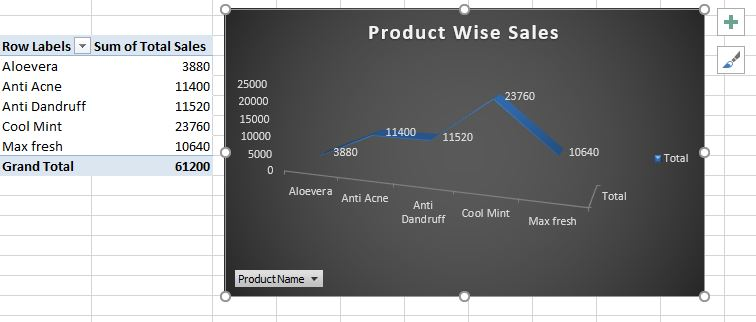 Row Labels Sum of Total Sales
Aloevera 3880
Anti Acne 11400
Anti Dandruff 11520
Cool Mint 23760
Max fresh 10640
Grand Total 61200
Product Wise Sales
25000
20000
15000
10000
5000
0
3880
11400
11520
23760
10640
Aloevera
Anti Acne
Anti
Dandruff
Cool Mint
Max fresh
Total
Total
Product Name